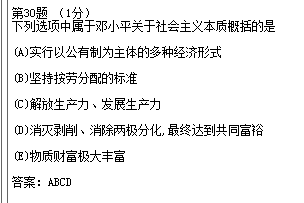 第30题 （1分）
下列选项中属于邓小平关于社会主义本质概括的是
(A)实行以公有制为主体的多种经济形式
(B)坚持按劳分配的标准
(C)解放生产力、发展生产力
(D)消灭剥削、消除两极分化,最终达到共同富裕
(E)物质财富极大丰富
答案：ABCD